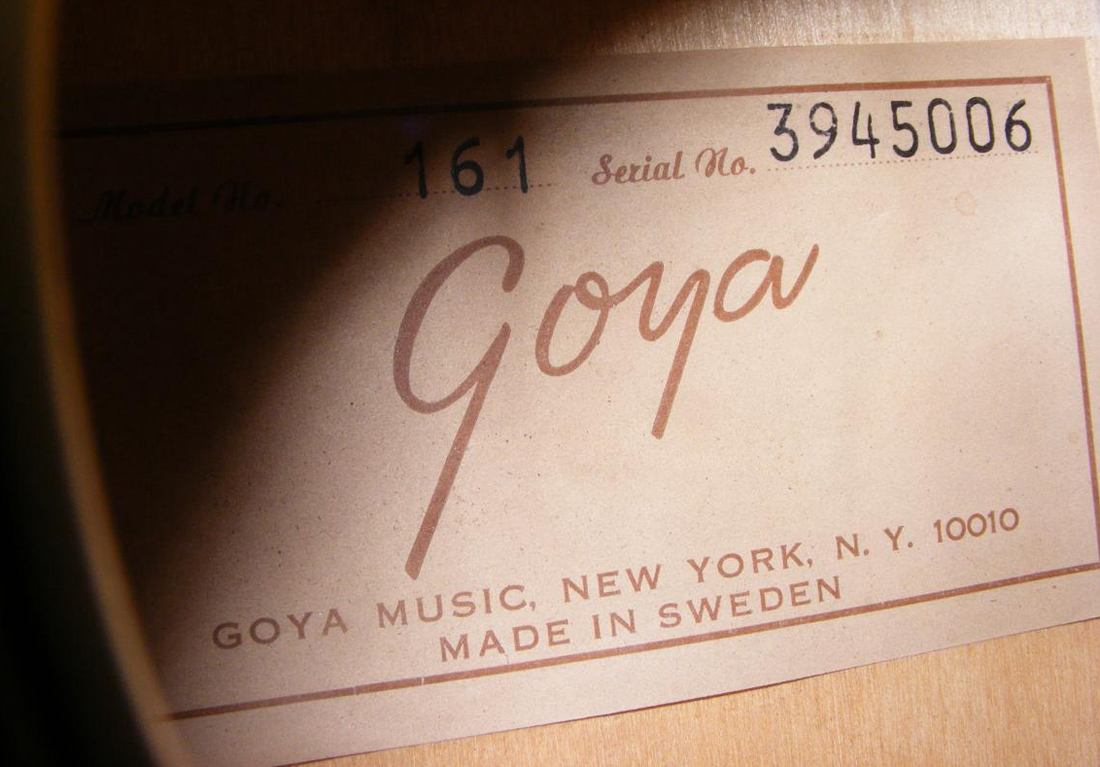 Model No. 161 Serial No. 3945006
Goya
GOYA MUSIC, NEW YORK, N. Y. 10010
MADE IN SWEDEN